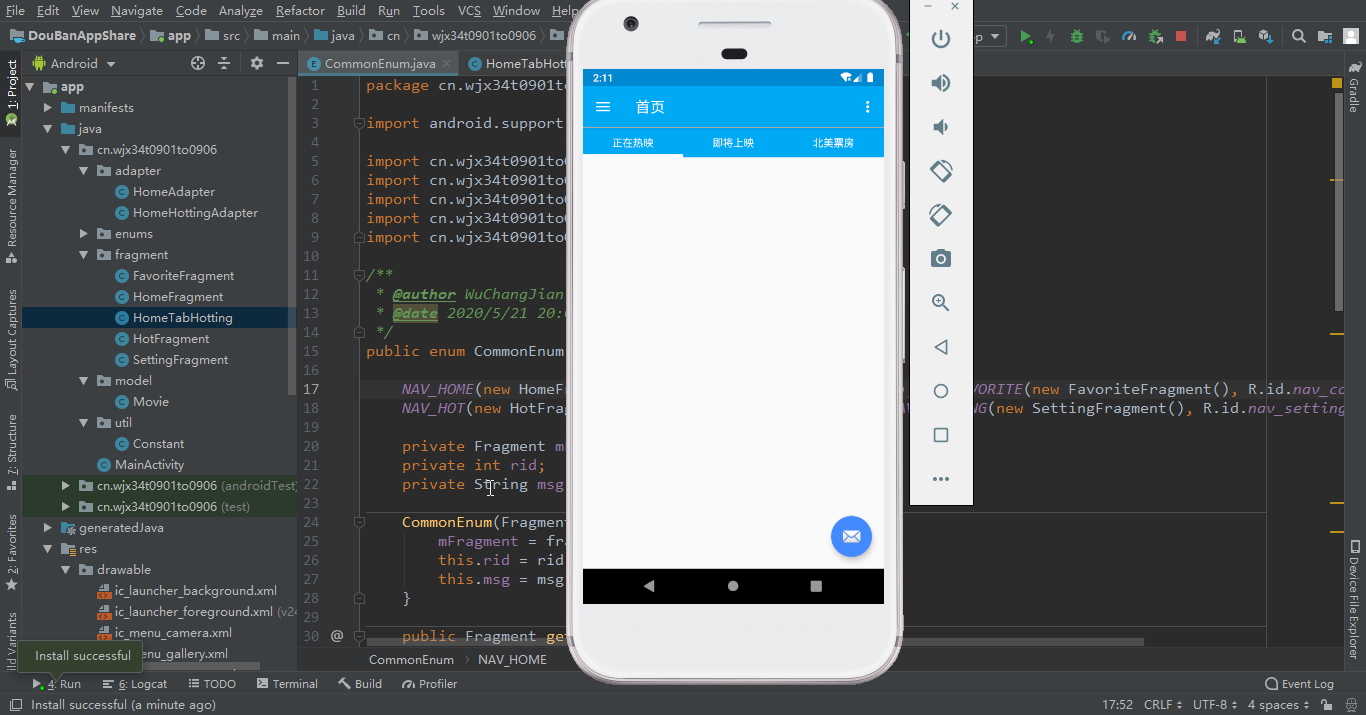 File Edit View Navigate Code Analyze Refactor Build Run Tools VCS Window Help
DouBanAppShare app src main java cn wjx34t0901to0906
1: Project
Resource Manager
Layout Captures
7: Structure
2: Favorites
Android
app
manifests
java
cn.wjx34t0901to0906
adapter
HomeAdapter
HomeHottingAdapter
enums
fragment
FavoriteFragment
HomeFragment
HomeTabHotting
HotFragment
SettingFragment
model
Movie
util
Constant
MainActivity
cn.wjx34t0901to0906 (androidTest)
cn.wjx34t0901to0906 (test)
generatedJava
res
drawable
ic_launcher_background.xml
ic_launcher_foreground.xml (v24
ic_menu_camera.xml
nu_gallery.xml
Install successful
CommonEnum.java HomeTabHott
1 package cn.wjx34t0901to
2
3 import android.support
4
5 import cn.wjx34t0901to
6 import cn.wjx34t0901to
7 import cn.wjx34t0901to
8 import cn.wjx34t0901to
9 import cn.wjx34t0901to
10
11 /**
12 * @author WuChangJian
13 * @date 2020/5/21 20:
14 */
15 public enum CommonEnum
16
17 NAV_HOME(new HomeF VORITE(new FavoriteFragment(), R.id.nav_co
18 NAV_HOT(new HotFrag G(new SettingFragment(), R.id.nav_setting
19
20 private Fragment m
21 private int rid;
22 private String msg
23
24 CommonEnum(Fragment
25 mFragment = fra
26 this.rid = rid
27 this.msg = msg
28 }
29
30 @ public Fragment get
CommonEnum NAV_HOME
2:11
首页
正在热映 即将上映 北美票房
Gradle
Device File Explorer
4: Run 6: Logcat TODO Terminal Build Profiler Event Log
Install successful (a minute ago) 17:52 CRLF UTF-8 4 spaces